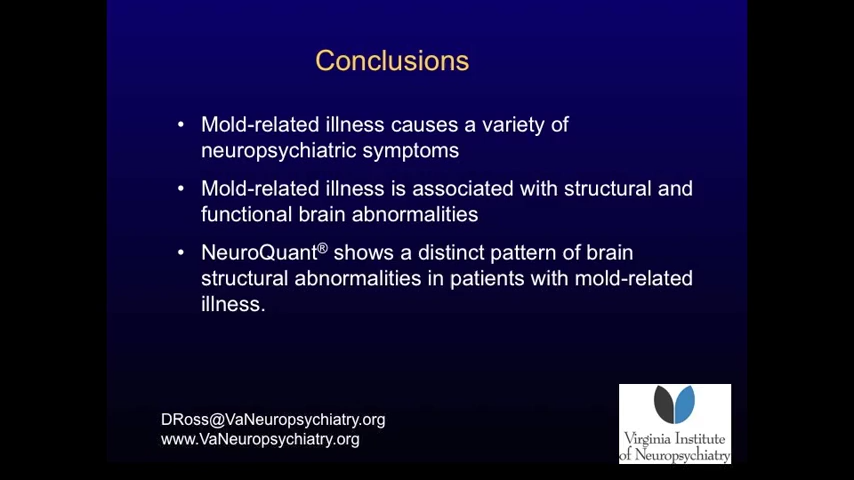 Conclusions
• Mold-related illness causes a variety of
neuropsychiatric symptoms
• Mold-related illness is associated with structural and
functional brain abnormalities
• NeuroQuant® shows a distinct pattern of brain
structural abnormalities in patients with mold-related
illness.
DRoss@VaNeuropsychiatry.org
www.VaNeuropsychiatry.org
Virginia Institute
of Neuropsychiatry